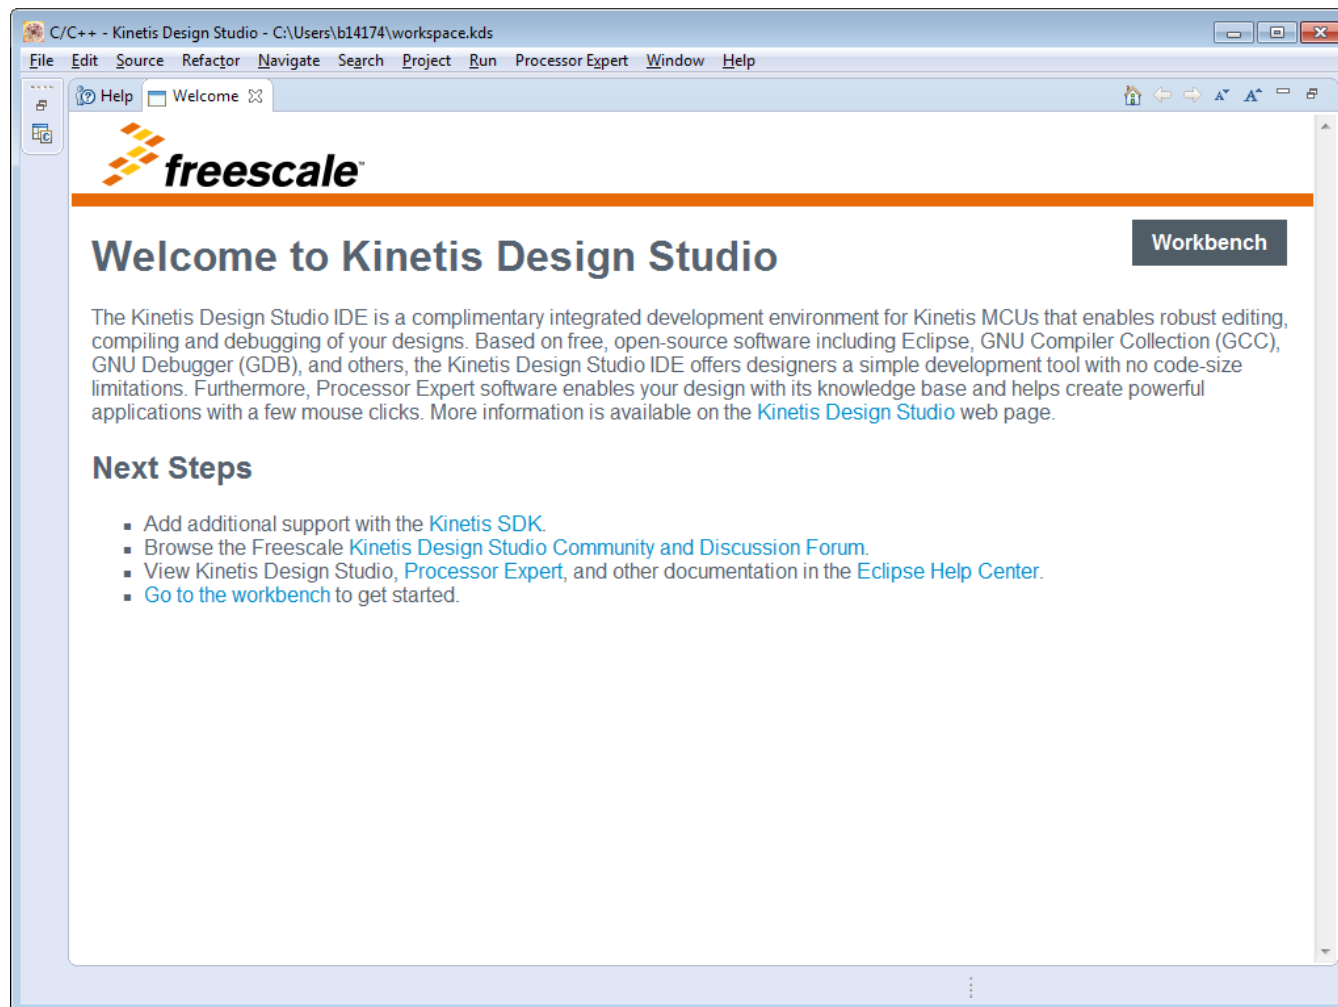 C/C++ - Kinetis Design Studio - C:\Users\b14174\workspace.kds
File Edit Source Refactor Navigate Search Project Run Processor Expert Window Help
Help Welcome
freescale™
Welcome to Kinetis Design Studio
Workbench
The Kinetis Design Studio IDE is a complimentary integrated development environment for Kinetis MCUs that enables robust editing,
compiling and debugging of your designs. Based on free, open-source software including Eclipse, GNU Compiler Collection (GCC),
GNU Debugger (GDB), and others, the Kinetis Design Studio IDE offers designers a simple development tool with no code-size
limitations. Furthermore, Processor Expert software enables your design with its knowledge base and helps create powerful
applications with a few mouse clicks. More information is available on the Kinetis Design Studio web page.
Next Steps
▪ Add additional support with the Kinetis SDK.
▪ Browse the Freescale Kinetis Design Studio Community and Discussion Forum.
▪ View Kinetis Design Studio, Processor Expert, and other documentation in the Eclipse Help Center.
▪ Go to the workbench to get started.